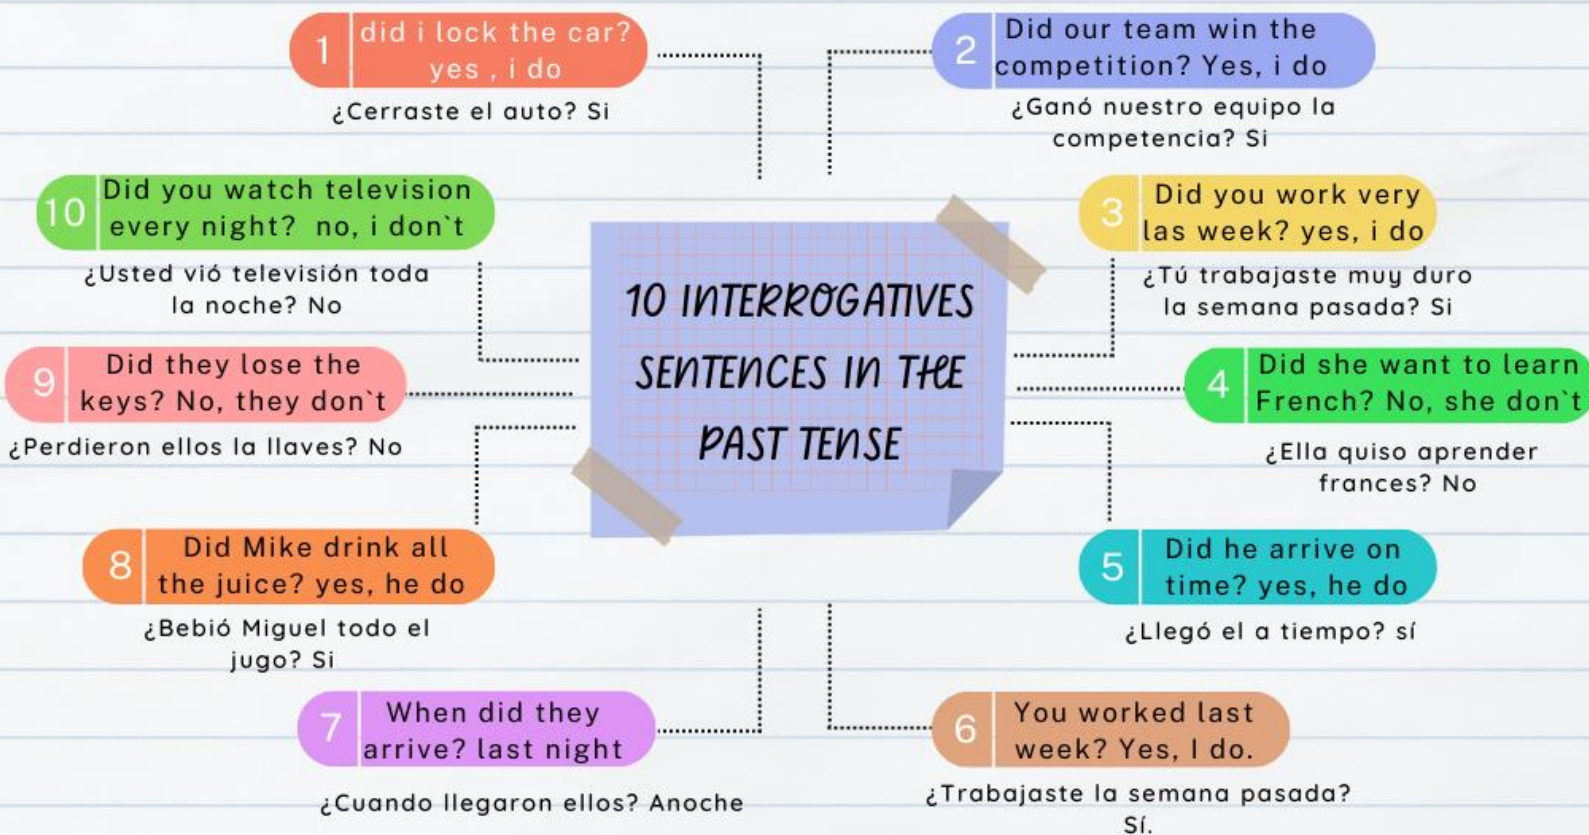 10 INTERROGATIVES
SENTENCES IN THE
PAST TENSE
1
did i lock the car?
yes , i do
¿Cerraste el auto? Si
2
Did our team win the
competition? Yes, i do
¿Ganó nuestro equipo la
competencia? Si
3
Did you work very
las week? yes, i do
¿Tú trabajaste muy duro
la semana pasada? Si
4
Did she want to learn
French? No, she don`t
¿Ella quiso aprender
frances? No
5
Did he arrive on
time? yes, he do
¿Llegó el a tiempo? sí
6
You worked last
week? Yes, I do.
¿Trabajaste la semana pasada?
Sí.
7
When did they
arrive? last night
¿Cuando llegaron ellos? Anoche
8
Did Mike drink all
the juice? yes, he do
¿Bebió Miguel todo el
jugo? Si
9
Did they lose the
keys? No, they don`t
¿Perdieron ellos la llaves? No
10
Did you watch television
every night? no, i don`t
¿Usted vió televisión toda
la noche? No